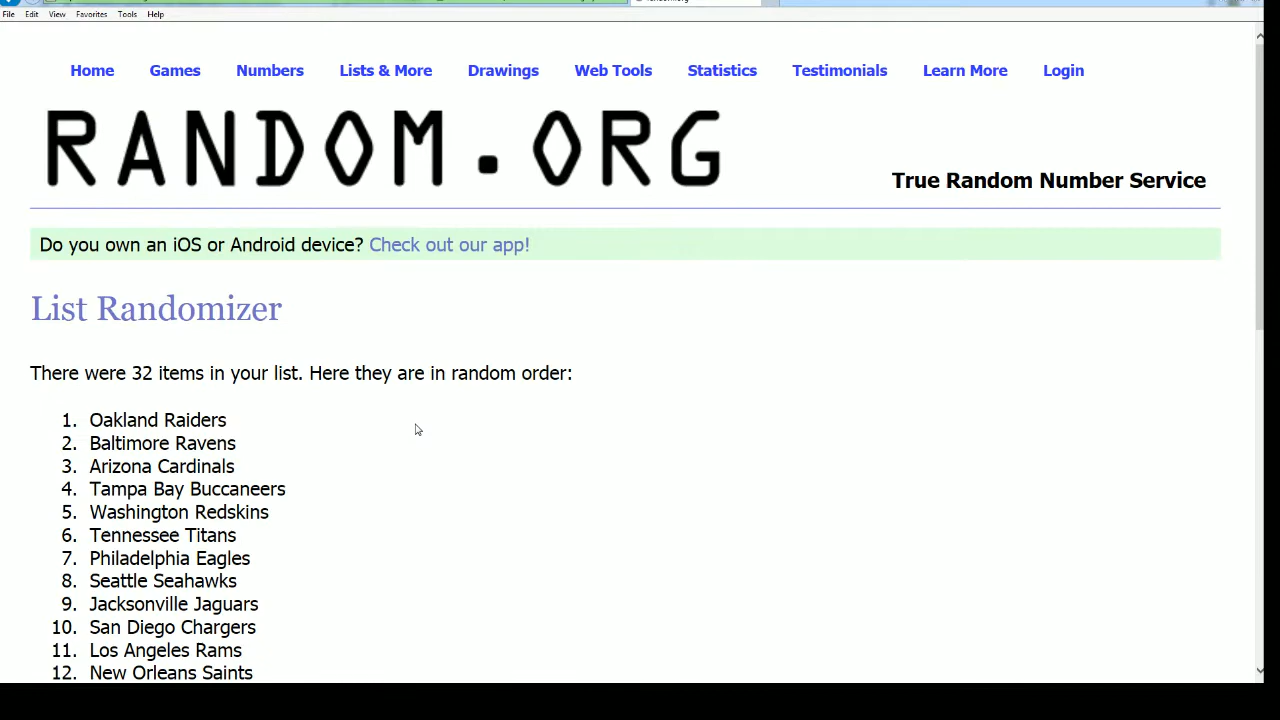 File Edit View Favorites Tools Help
Home Games Numbers Lists & More Drawings Web Tools Statistics Testimonials Learn More Login
RANDOM.ORG
True Random Number Service
Do you own an iOS or Android device? Check out our app!
List Randomizer
There were 32 items in your list. Here they are in random order:
1. Oakland Raiders
2. Baltimore Ravens
3. Arizona Cardinals
4. Tampa Bay Buccaneers
5. Washington Redskins
6. Tennessee Titans
7. Philadelphia Eagles
8. Seattle Seahawks
9. Jacksonville Jaguars
10. San Diego Chargers
11. Los Angeles Rams
12. New Orleans Saints